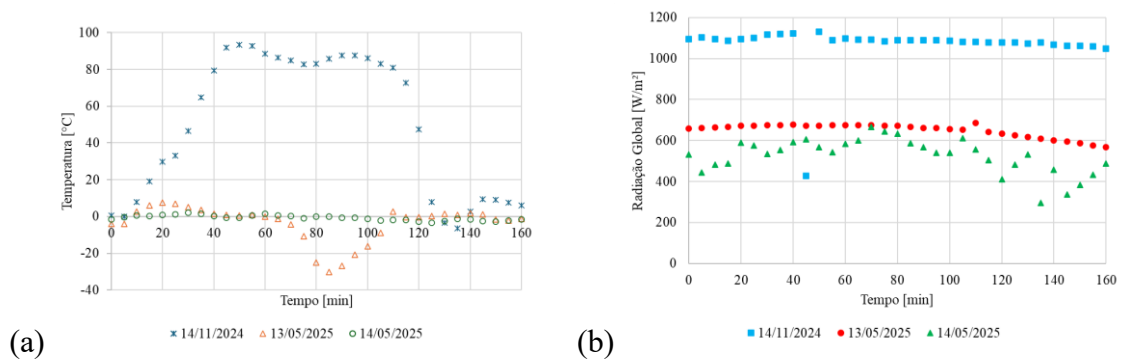 100
80
60
40
20
0
-20
-40
Temperatura [°C]
0 20 40 60 80 100 120 140 160
Tempo [min]
14/11/2024 13/05/2025 14/05/2025
(a)
1200
1000
800
600
400
200
0
Radiação Global [W/m²]
0 20 40 60 80 100 120 140 160
Tempo [min]
14/11/2024 13/05/2025 14/05/2025
(b)